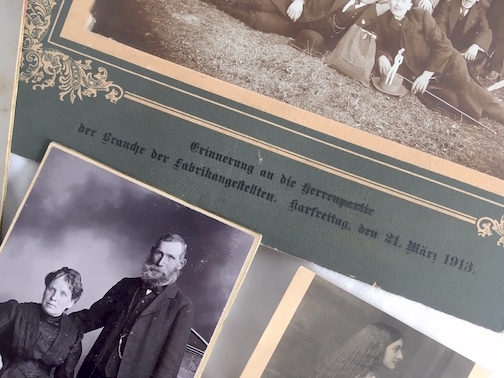 Erinnerung an die Herrenpartie
der Branche der Fabrikangestellten. Karfreitag, den 21. März 1913.